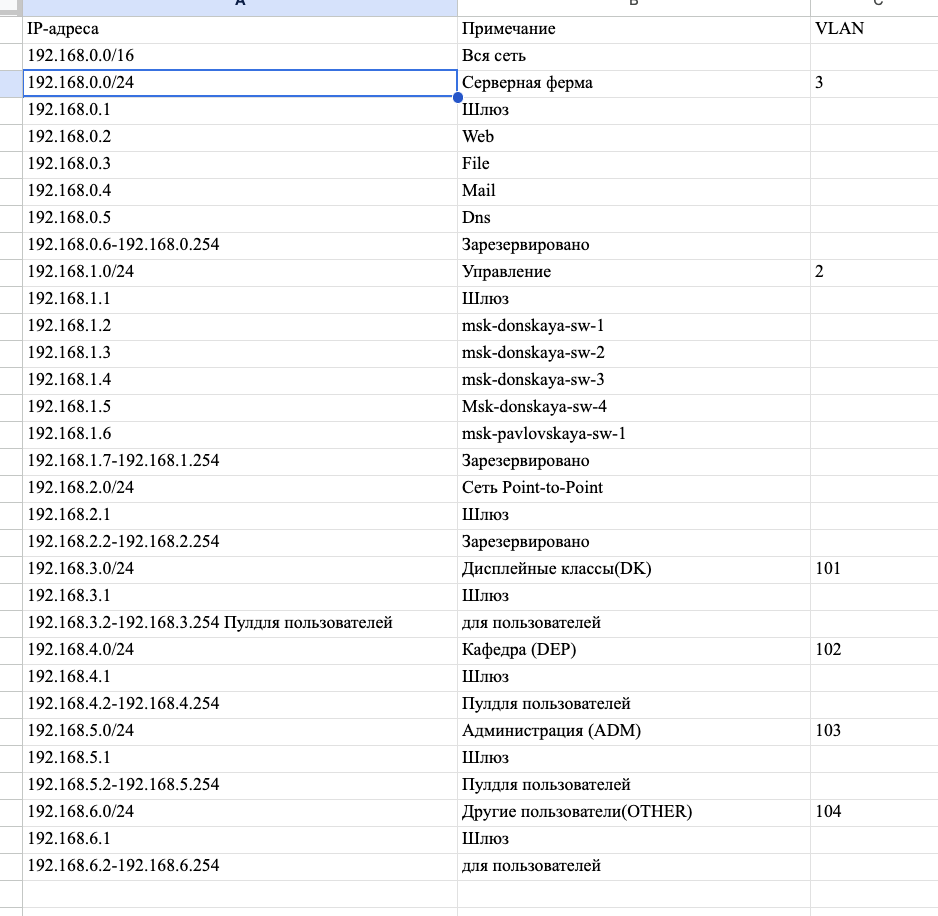 A B C
IP-адреса Примечание VLAN
192.168.0.0/16 Вся сеть
192.168.0.0/24 Серверная ферма 3
192.168.0.1 Шлюз
192.168.0.2 Web
192.168.0.3 File
192.168.0.4 Mail
192.168.0.5 Dns
192.168.0.6-192.168.0.254 Зарезервировано
192.168.1.0/24 Управление 2
192.168.1.1 Шлюз
192.168.1.2 msk-donskaya-sw-1
192.168.1.3 msk-donskaya-sw-2
192.168.1.4 msk-donskaya-sw-3
192.168.1.5 Msk-donskaya-sw-4
192.168.1.6 msk-pavlovskaya-sw-1
192.168.1.7-192.168.1.254 Зарезервировано
192.168.2.0/24 Сеть Point-to-Point
192.168.2.1 Шлюз
192.168.2.2-192.168.2.254 Зарезервировано
192.168.3.0/24 Дисплейные классы(DK) 101
192.168.3.1 Шлюз
192.168.3.2-192.168.3.254 Пулдля пользователей для пользователей
192.168.4.0/24 Кафедра (DEP) 102
192.168.4.1 Шлюз
192.168.4.2-192.168.4.254 Пулдля пользователей
192.168.5.0/24 Администрация (ADM) 103
192.168.5.1 Шлюз
192.168.5.2-192.168.5.254 Пулдля пользователей
192.168.6.0/24 Другие пользователи(OTHER) 104
192.168.6.1 Шлюз
192.168.6.2-192.168.6.254 для пользователей